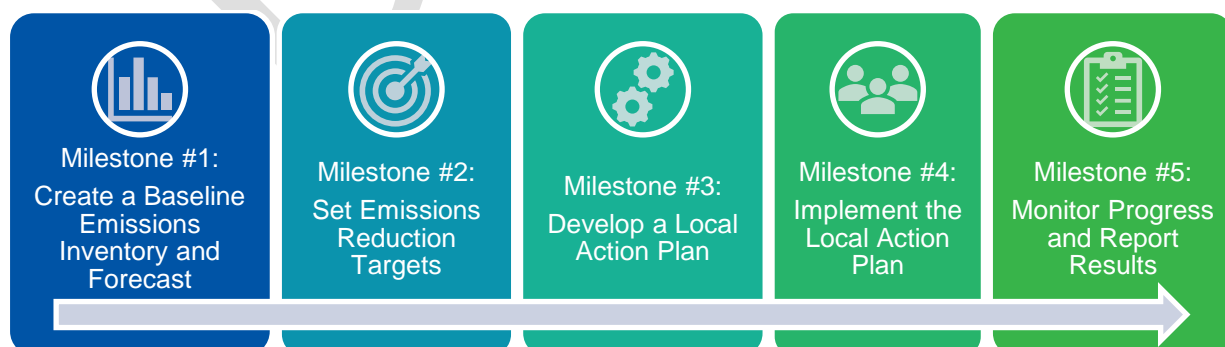 Milestone #1:
Create a Baseline
Emissions
Inventory and
Forecast
Milestone #2:
Set Emissions
Reduction
Targets
Milestone #3:
Develop a Local
Action Plan
Milestone #4:
Implement the
Local Action
Plan
Milestone #5:
Monitor Progress
and Report
Results